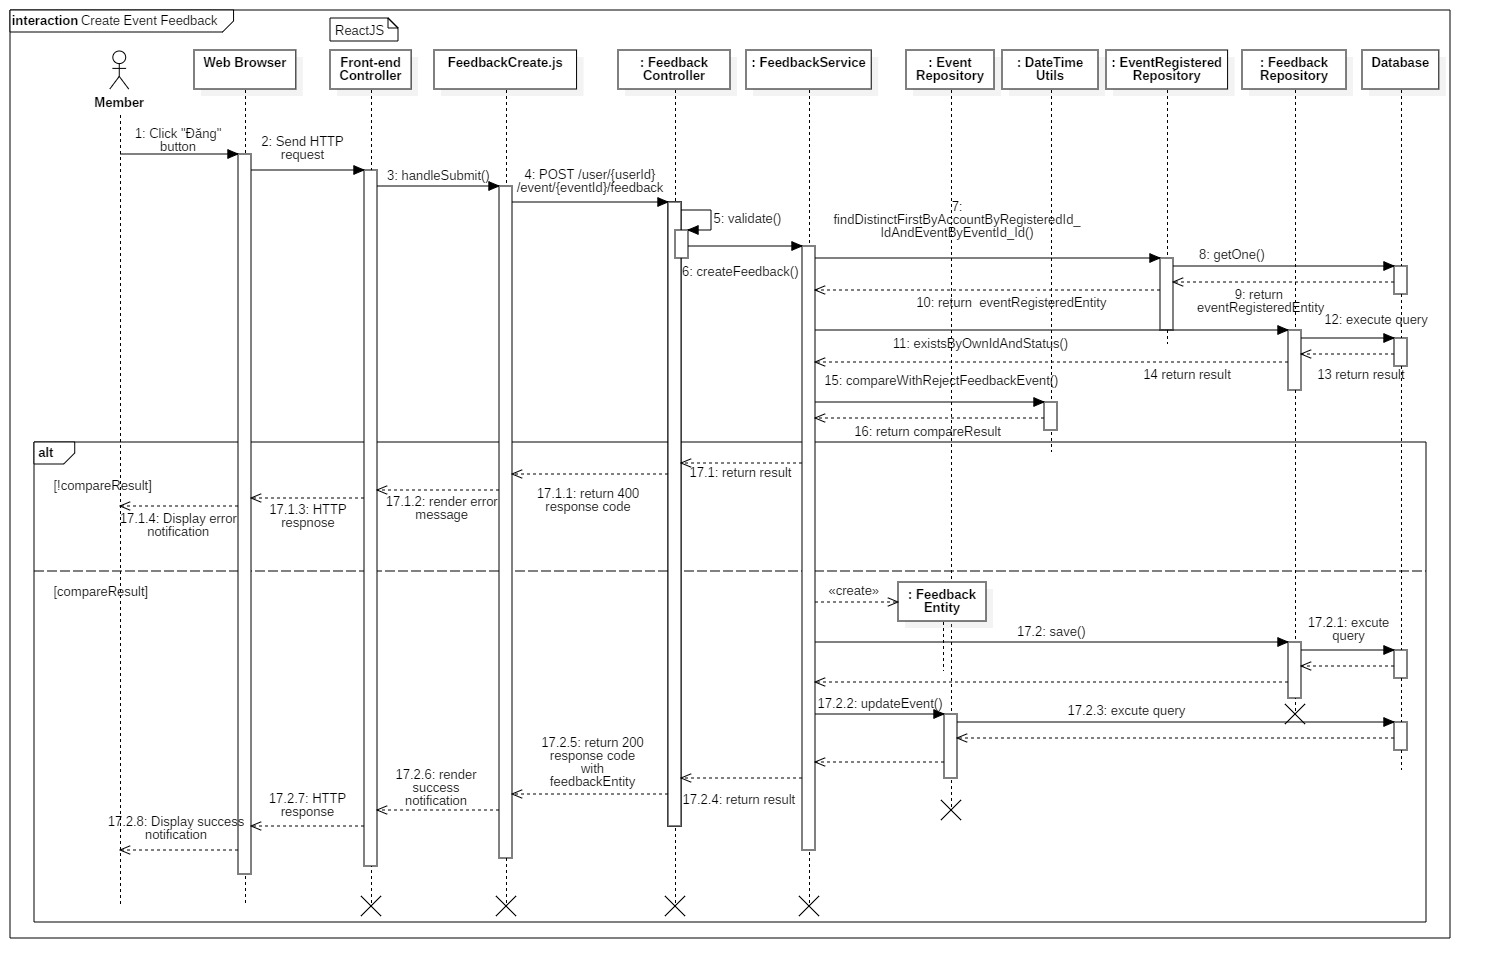 interaction Create Event Feedback
ReactJS
Member
Web Browser
Front-end
Controller
FeedbackCreate.js
: Feedback
Controller
: FeedbackService
: Event
Repository
: DateTime
Utils
: EventRegistered
Repository
: Feedback
Repository
Database
1: Click "Đăng"
button
2: Send HTTP
request
3: handleSubmit()
4: POST /user/{userId}
/event/{eventId}/feedback
5: validate()
6: createFeedback()
7:
findDistinctFirstByAccountByRegisteredId_
IdAndEventByEventId_Id()
8: getOne()
9: return
eventRegisteredEntity
10: return  eventRegisteredEntity
11: existsByOwnIdAndStatus()
12: execute query
13 return result
14 return result
15: compareWithRejectFeedbackEvent()
16: return compareResult
alt
[!compareResult]
17.1: return result
17.1.1: return 400
response code
17.1.2: render error
message
17.1.3: HTTP
respnose
17.1.4: Display error
notification
[compareResult]
«create»
: Feedback
Entity
17.2: save()
17.2.1: excute
query
17.2.2: updateEvent()
17.2.3: excute query
17.2.4: return result
17.2.5: return 200
response code
with
feedbackEntity
17.2.6: render
success
notification
17.2.7: HTTP
response
17.2.8: Display success
notification